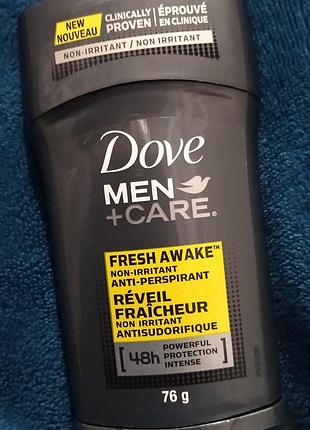 NEW
NOUVEAU
CLINICALLY
PROVEN
ÉPROUVÉ
EN CLINIQUE
NON-IRRITANT / NON IRRITANT
Dove
MEN
+CARE®
FRESH AWAKE™
NON-IRRITANT
ANTI-PERSPIRANT
RÉVEIL
FRAÎCHEUR
NON IRRITANT
ANTISUDORIFIQUE
48h
POWERFUL
PROTECTION
INTENSE
76 g